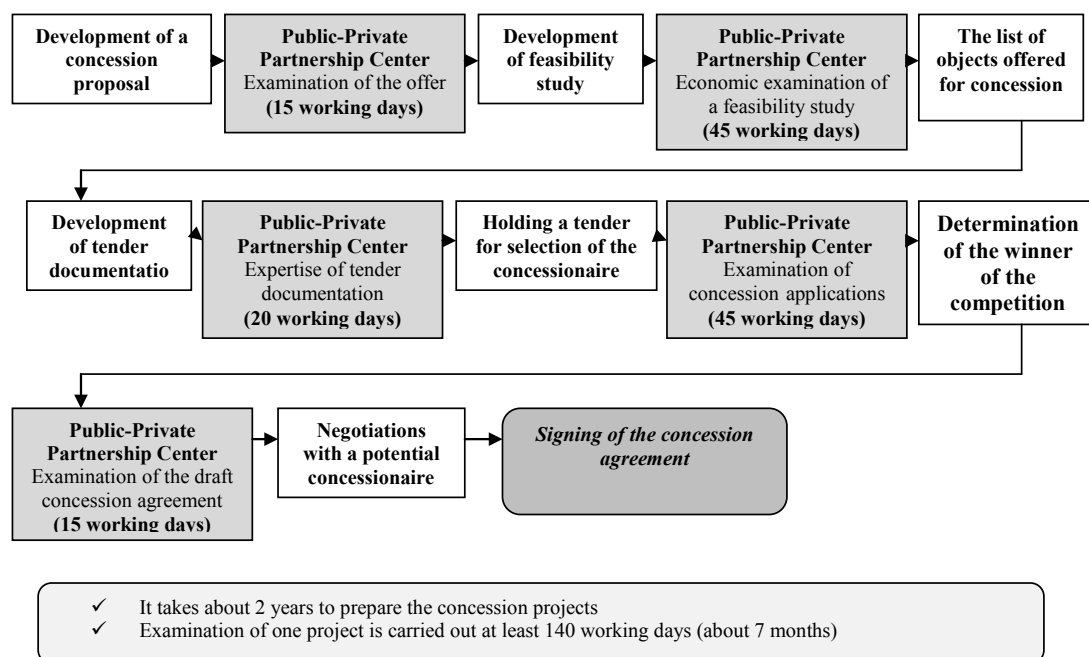 Development of a
concession
proposal
Public-Private
Partnership Center
Examination of the offer
(15 working days)
Development
of feasibility
study
Public-Private
Partnership Center
Economic examination of
a feasibility study
(45 working days)
The list of
objects offered
for concession
Development
of tender
documentatio
Public-Private
Partnership Center
Expertise of tender
documentation
(20 working days)
Holding a tender
for selection of the
concessionaire
Public-Private
Partnership Center
Examination of
concession applications
(45 working days)
Determination
of the winner
of the
competition
Public-Private
Partnership Center
Examination of the draft
concession agreement
(15 working days)
Negotiations
with a potential
concessionaire
Signing of the concession
agreement
✓ It takes about 2 years to prepare the concession projects
✓ Examination of one project is carried out at least 140 working days (about 7 months)